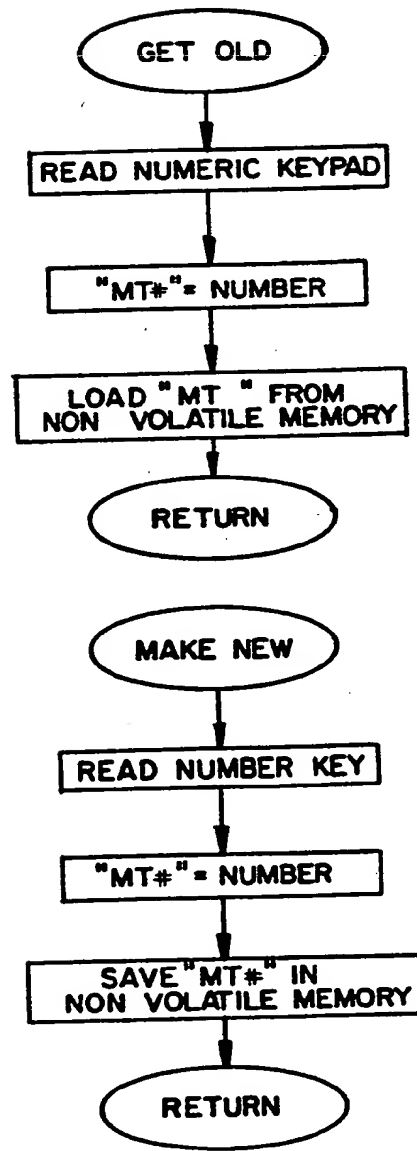 GET OLD
READ NUMERIC KEYPAD
"MT#"= NUMBER
LOAD "MT " FROM
NON VOLATILE MEMORY
RETURN
MAKE NEW
READ NUMBER KEY
"MT#"= NUMBER
SAVE "MT#" IN
NON VOLATILE MEMORY
RETURN